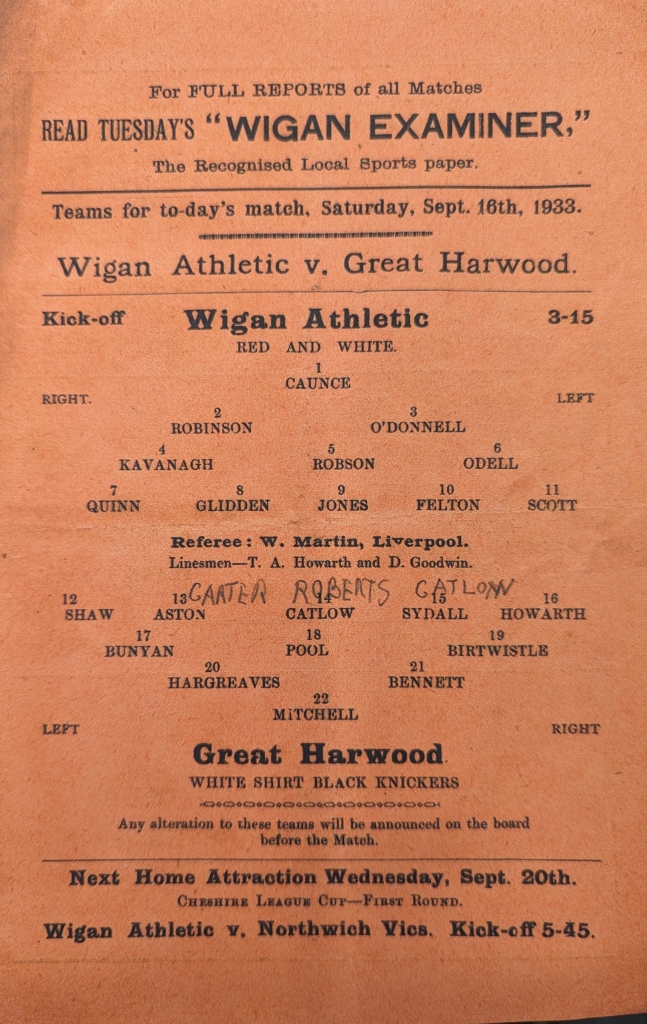 For FULL REPORTS of all Matches
READ TUESDAY'S "WIGAN EXAMINER,"
The Recognised Local Sports paper.
Teams for to-day's match, Saturday, Sept. 16th, 1933.
Wigan Athletic v. Great Harwood.
Kick-off Wigan Athletic 3-15
RED AND WHITE.
1
CAUNCE
RIGHT. LEFT
2 3
ROBINSON O'DONNELL
4 5 6
KAVANAGH ROBSON ODELL
7 8 9 10 11
QUINN GLIDDEN JONES FELTON SCOTT
Referee: W. Martin, Liverpool.
Linesmen—T. A. Howarth and D. Goodwin.
CARTER ROBERTS CATLOW
12 13 14 15 16
SHAW ASTON CATLOW SYDALL HOWARTH
17 18 19
BUNYAN POOL BIRTWISTLE
20 21
HARGREAVES BENNETT
22
MITCHELL
LEFT RIGHT
Great Harwood.
WHITE SHIRT BLACK KNICKERS
Any alteration to these teams will be announced on the board
before the Match.
Next Home Attraction Wednesday, Sept. 20th.
CHESHIRE LEAGUE CUP—FIRST ROUND.
Wigan Athletic v. Northwich Vics. Kick-off 5-45.